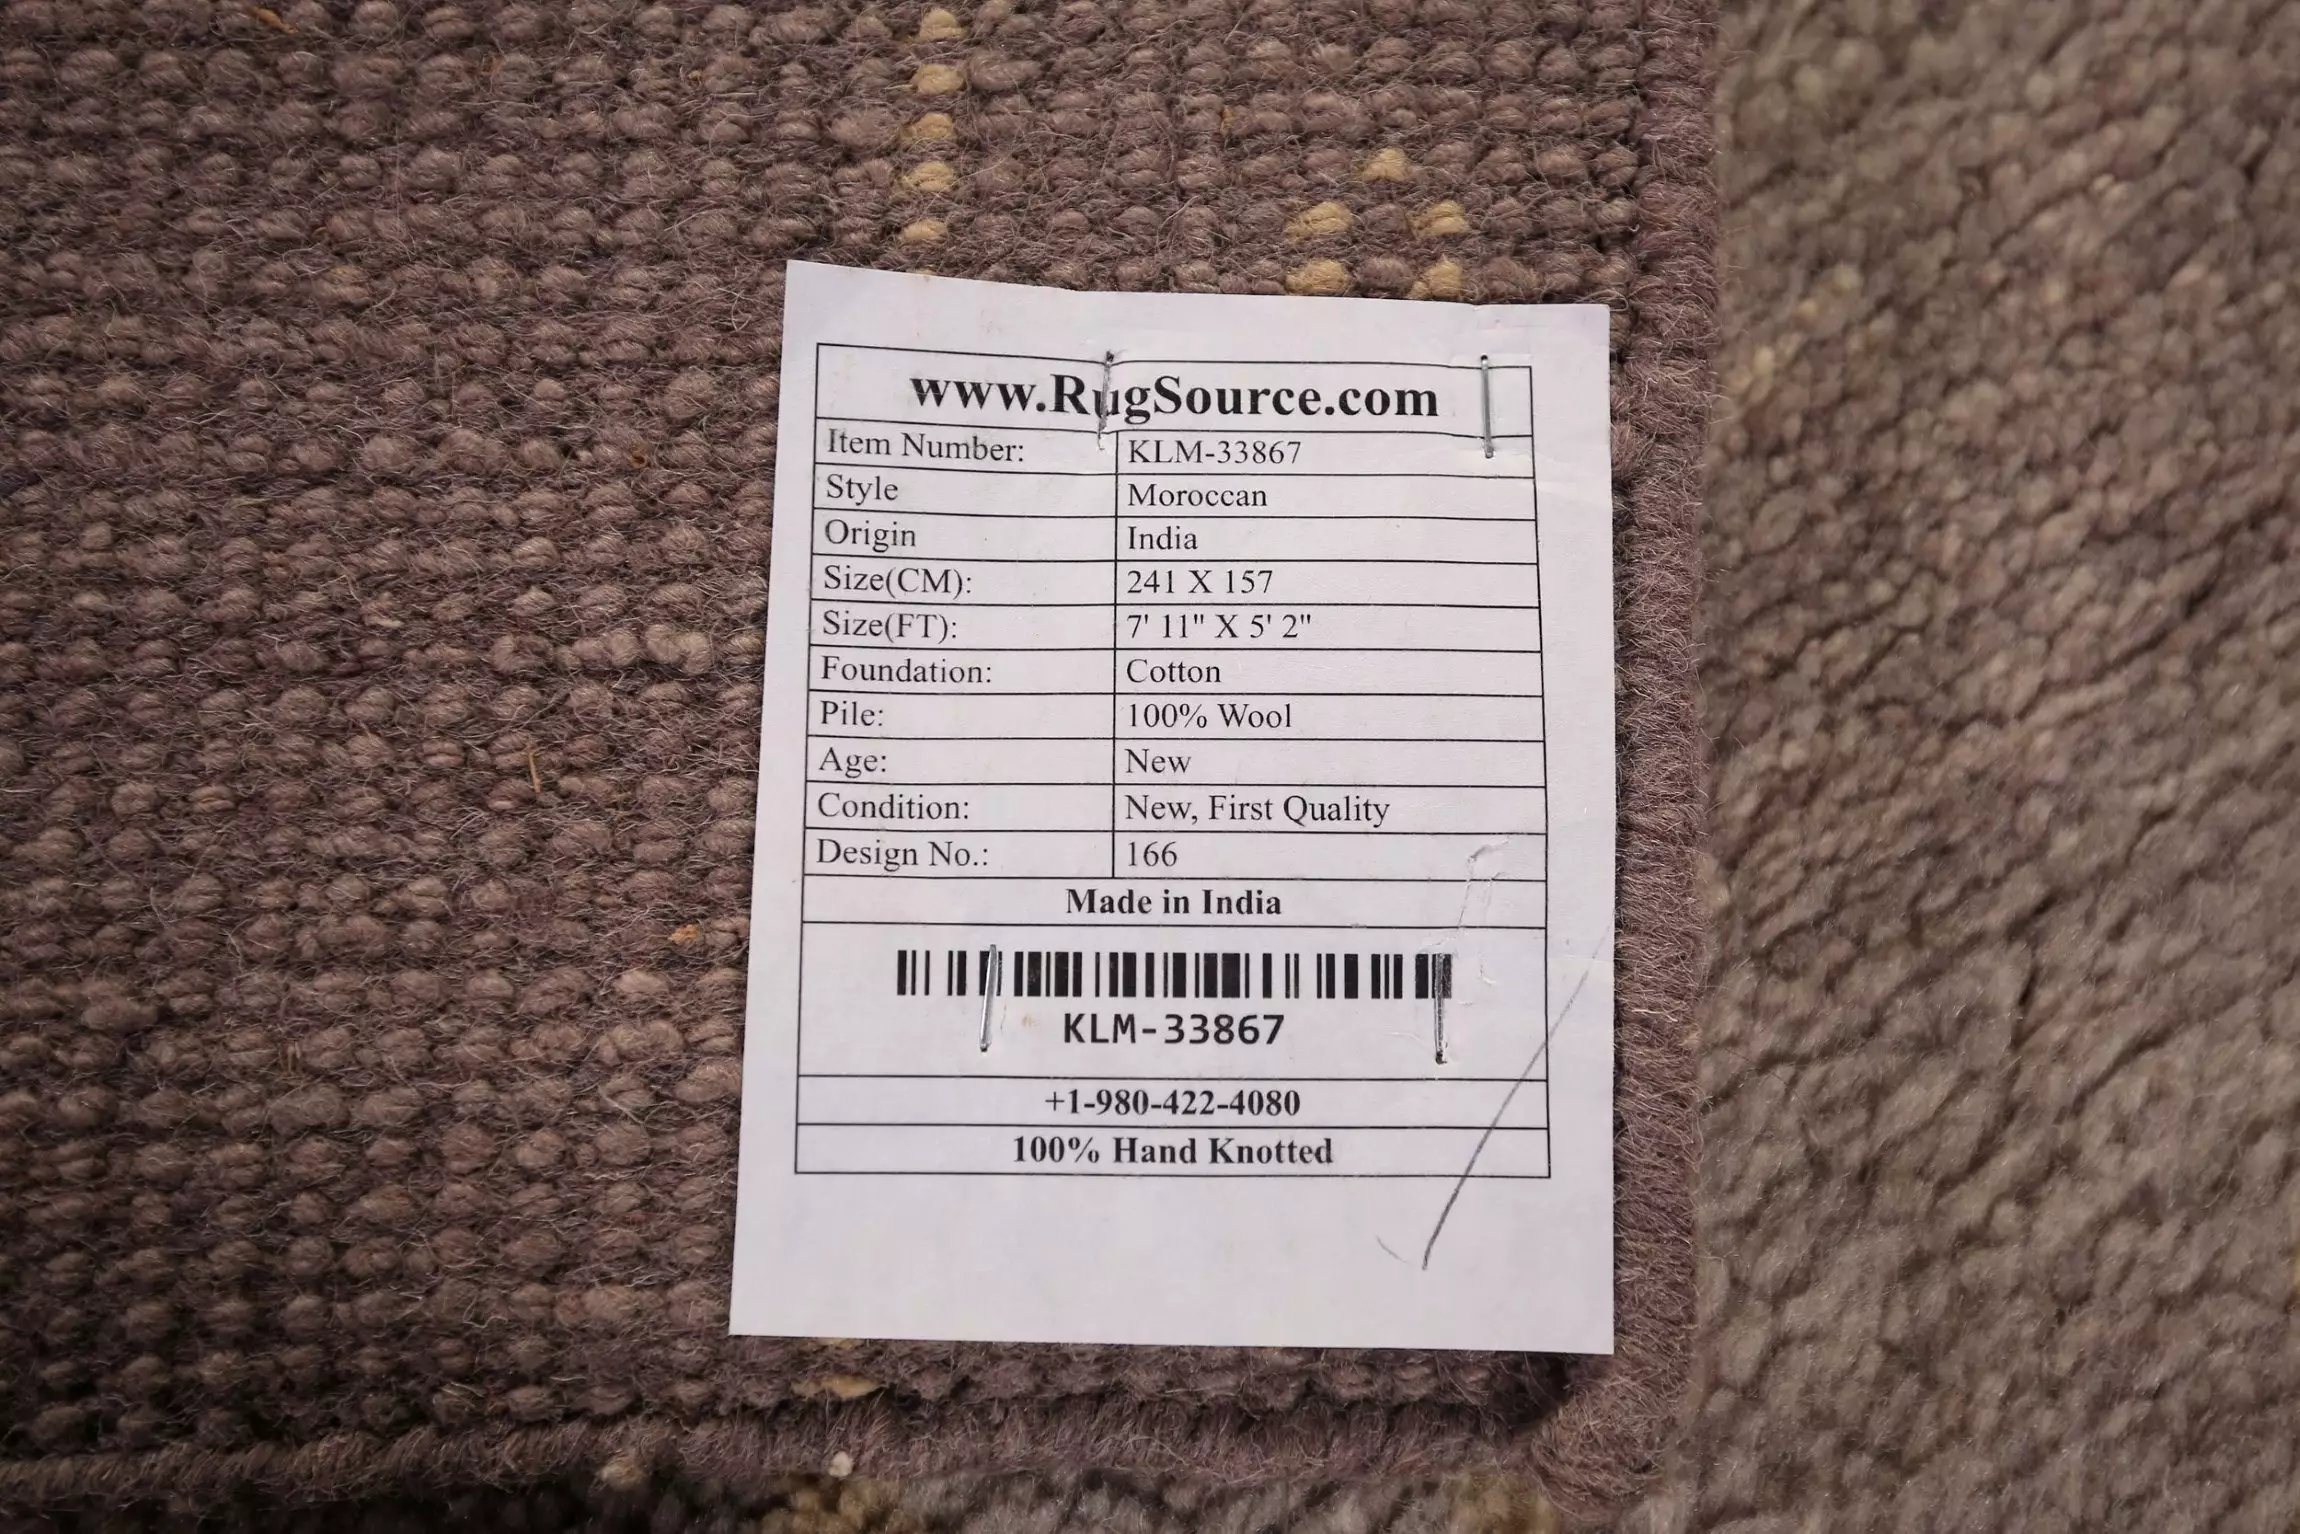 www.RugSource.com
Item Number: KLM-33867
Style Moroccan
Origin India
Size(CM): 241 X 157
Size(FT): 7' 11" X 5' 2"
Foundation: Cotton
Pile: 100% Wool
Age: New
Condition: New, First Quality
Design No.: 166
Made in India
KLM-33867
+1-980-422-4080
100% Hand Knotted